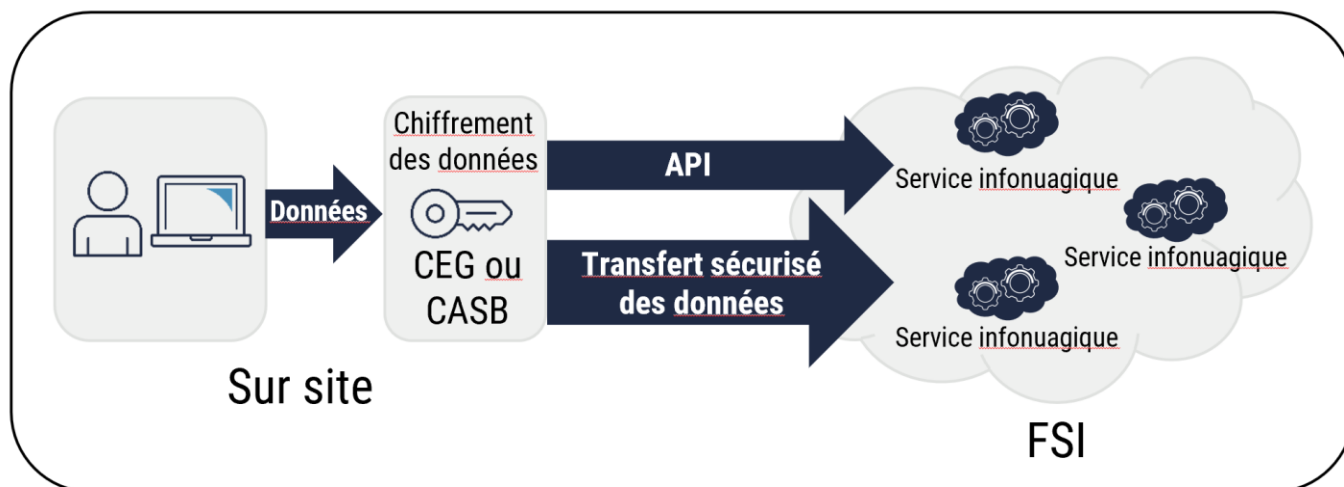 Données
Chiffrement
des données
CEG ou
CASB
API
Transfert sécurisé
des données
Service infonuagique
Service infonuagique
Service infonuagique
Sur site
FSI